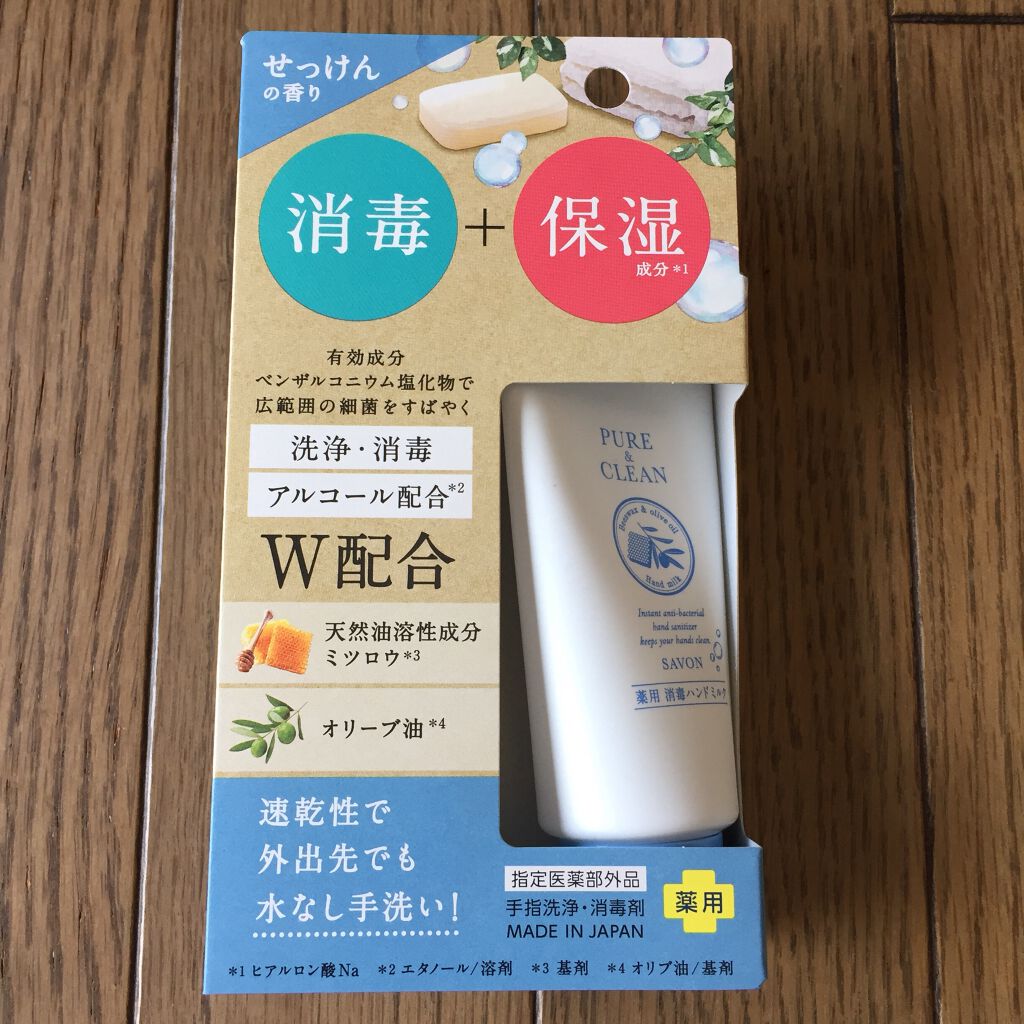 せっけん
の香り
消毒
+
保湿
成分*1
有効成分
ベンザルコニウム塩化物で
広範囲の細菌をすばやく
洗浄・消毒
アルコール配合*2
W配合
天然油溶性成分
ミツロウ*3
オリーブ油*4
速乾性で
外出先でも
水なし手洗い!
PURE
&
CLEAN
Beeswax & olive oil
Hand milk
Instant anti-bacterial
hand sanitizer
keeps your hands clean.
SAVON
薬用 消毒ハンドミルク
指定医薬部外品
手指洗浄・消毒剤
MADE IN JAPAN
薬用
*1 ヒアルロン酸Na *2 エタノール/溶剤 *3 基剤 *4 オリブ油/基剤